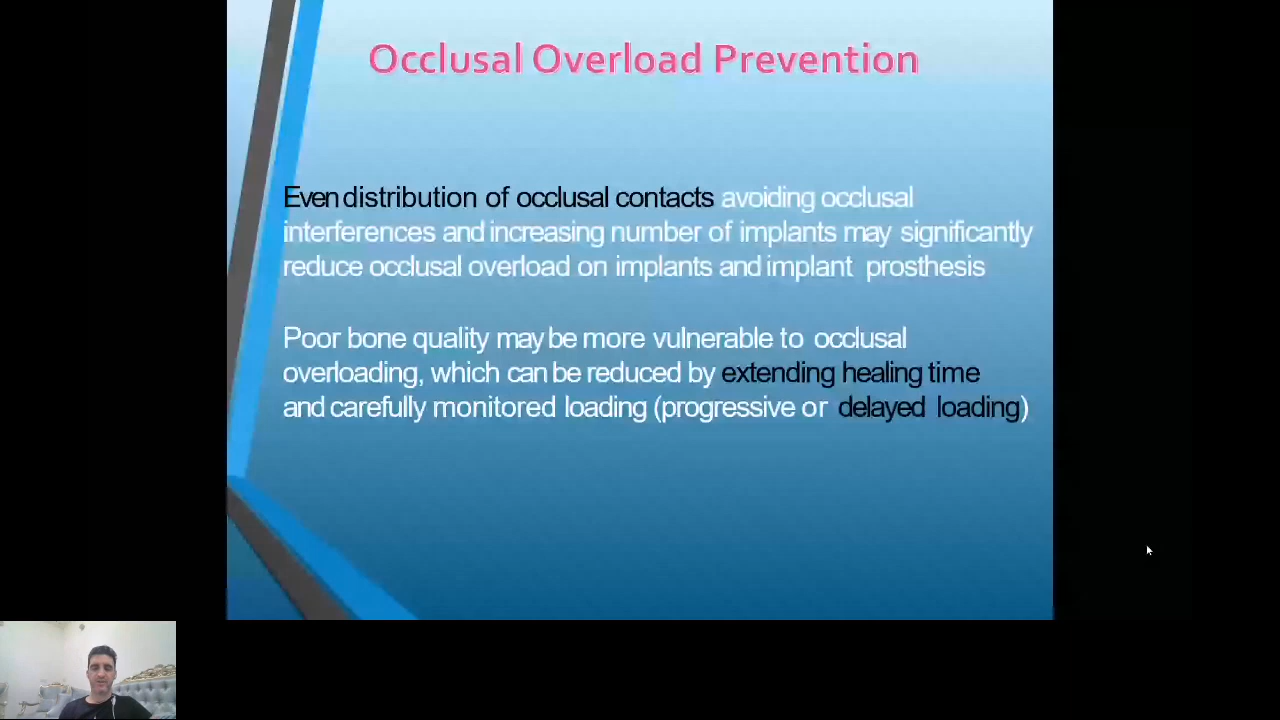 Occlusal Overload Prevention
Even distribution of occlusal contacts avoiding occlusal
interferences and increasing number of implants may significantly
reduce occlusal overload on implants and implant prosthesis
Poor bone quality may be more vulnerable to occlusal
overloading, which can be reduced by extending healing time
and carefully monitored loading (progressive or delayed loading)